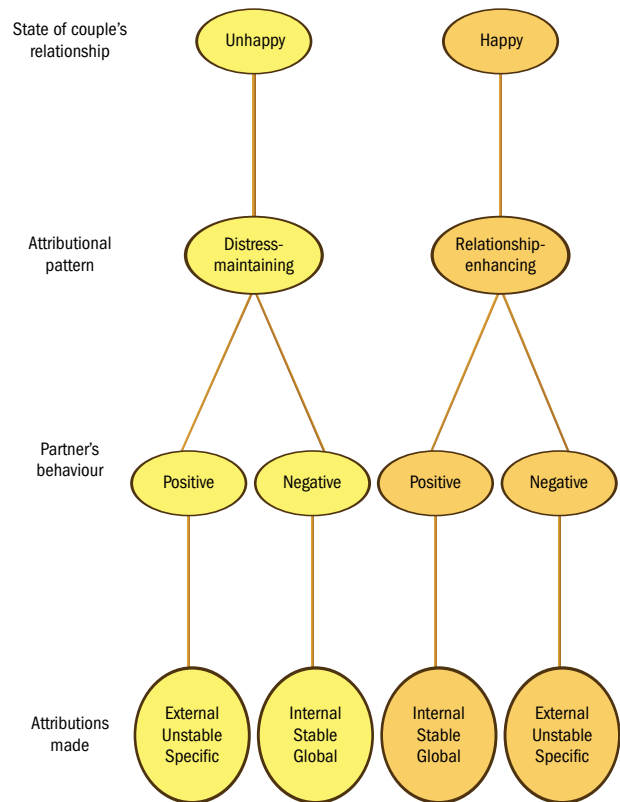 State of couple's
relationship
Unhappy
Happy
Attributional
pattern
Distress-
maintaining
Relationship-
enhancing
Partner's
behaviour
Positive
Negative
Positive
Negative
Attributions
made
External
Unstable
Specific
Internal
Stable
Global
Internal
Stable
Global
External
Unstable
Specific